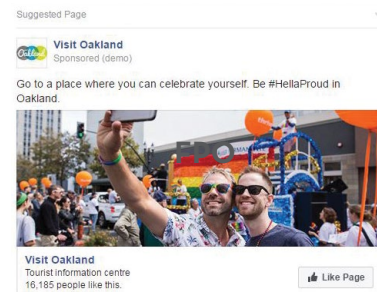 Suggested Page
Oakland
Visit Oakland
Sponsored (demo)
Go to a place where you can celebrate yourself. Be #HellaProud in
Oakland.
Visit Oakland
Tourist information centre
16,185 people like this.
Like Page